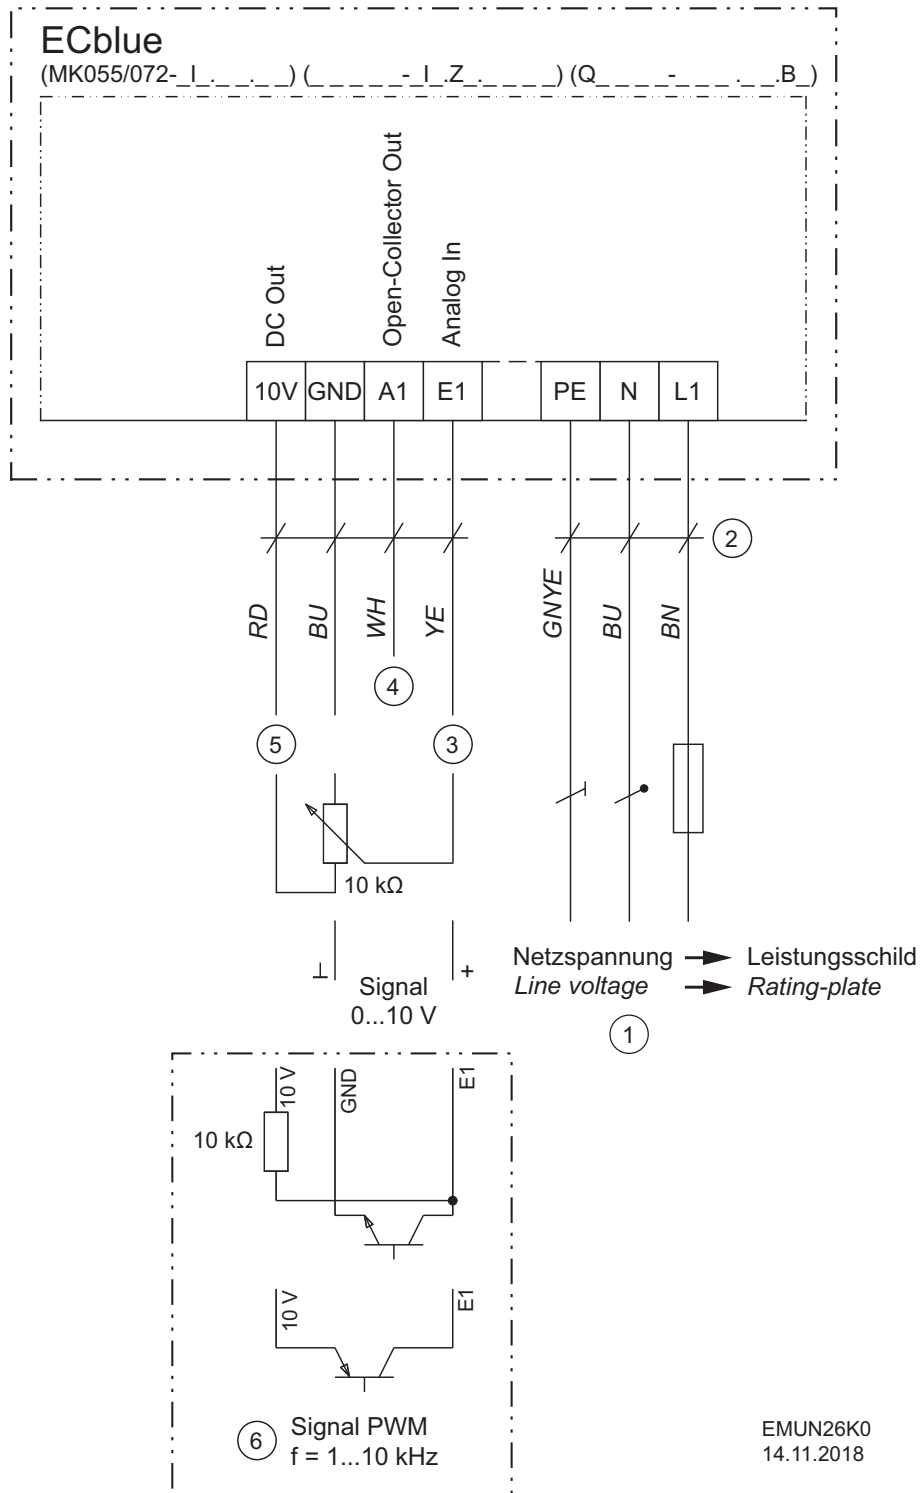 ECblue
(MK055/072-_I_.__.__) (_ _ _ _ _ -_I_.Z_._ _ _ _) (Q_ _ _ _-_ _ _._ _.B_)
DC Out
Open-Collector Out
Analog In
10V GND A1 E1 PE N L1
2
RD BU WH YE GNYE BU BN
4
5
3
10 kΩ
⊥ +
Signal
0...10 V
Netzspannung → Leistungsschild
Line voltage → Rating-plate
1
10 V GND E1
10 kΩ
10 V E1
6 Signal PWM
f = 1...10 kHz
EMUN26K0
14.11.2018